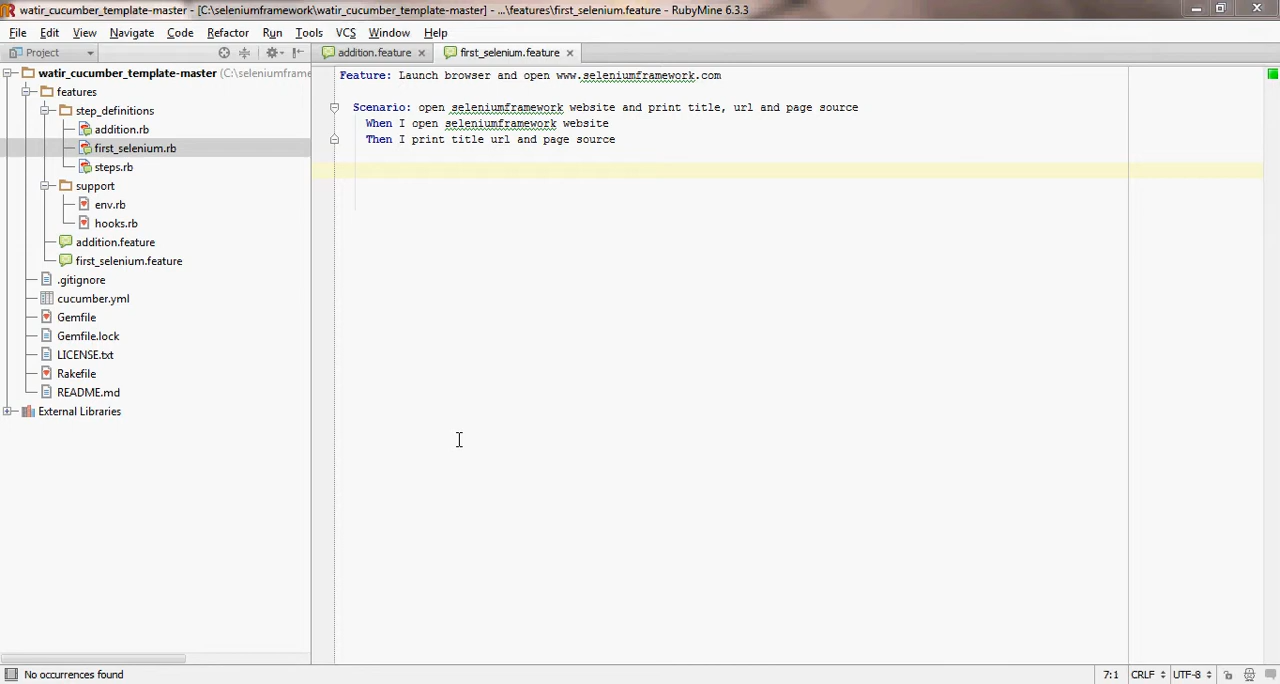 watir_cucumber_template-master - [C:\seleniumframework\watir_cucumber_template-master] - ...\features\first_selenium.feature - RubyMine 6.3.3
File Edit View Navigate Code Refactor Run Tools VCS Window Help
Project
addition.feature
first_selenium.feature
watir_cucumber_template-master (C:\seleniumframe
features
step_definitions
addition.rb
first_selenium.rb
steps.rb
support
env.rb
hooks.rb
addition.feature
first_selenium.feature
.gitignore
cucumber.yml
Gemfile
Gemfile.lock
LICENSE.txt
Rakefile
README.md
External Libraries
Feature: Launch browser and open www.seleniumframework.com
Scenario: open seleniumframework website and print title, url and page source
When I open seleniumframework website
Then I print title url and page source
No occurrences found
7:1 CRLF UTF-8